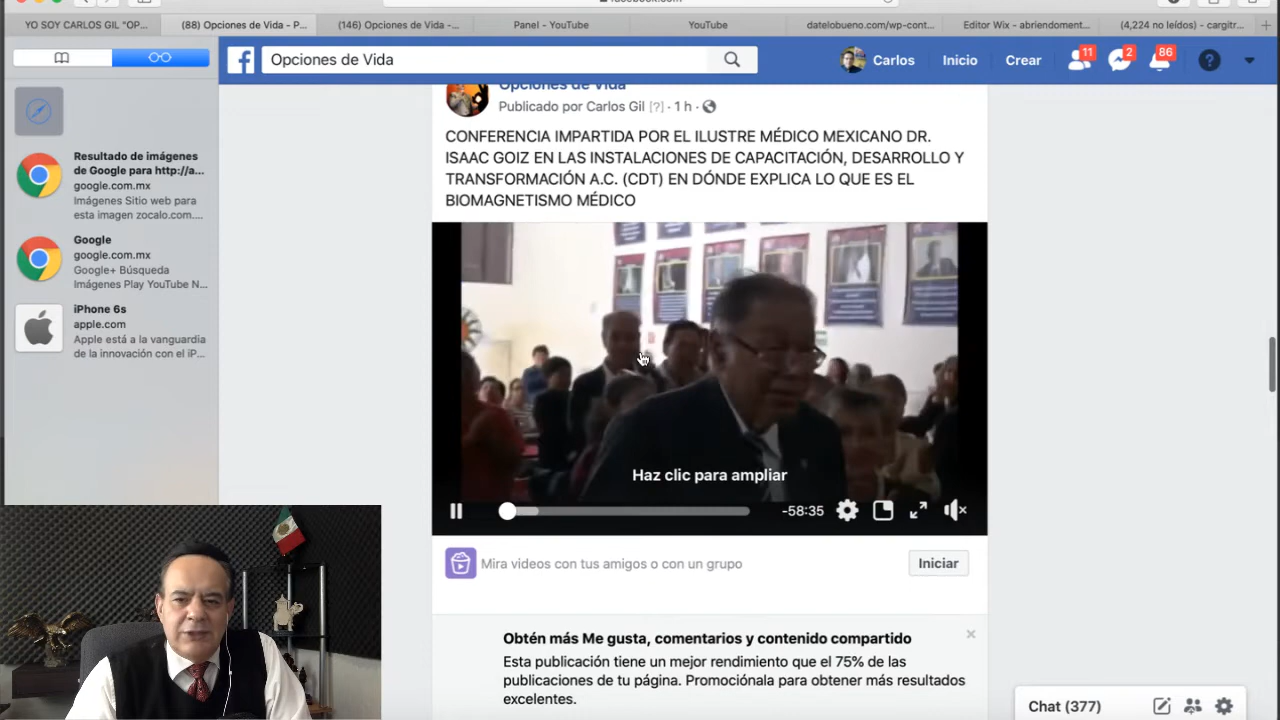 facebook.com
YO SOY CARLOS GIL "OP...
(88) Opciones de Vida - P...
(146) Opciones de Vida -...
Panel - YouTube
YouTube
datelobueno.com/wp-cont...
Editor Wix - abriendoment...
(4,224 no leídos) - cargitr...
Opciones de Vida
Carlos
Inicio
Crear
11
2
86
Resultado de imágenes
de Google para http://a...
google.com.mx
Imágenes Sitio web para
esta imagen zocalo.com....
Google
google.com.mx
Google+ Búsqueda
Imágenes Play YouTube N...
iPhone 6s
apple.com
Apple está a la vanguardia
de la innovación con el iP...
Opciones de Vida
Publicado por Carlos Gil [?] · 1 h ·
CONFERENCIA IMPARTIDA POR EL ILUSTRE MÉDICO MEXICANO DR.
ISAAC GOIZ EN LAS INSTALACIONES DE CAPACITACIÓN, DESARROLLO Y
TRANSFORMACIÓN A.C. (CDT) EN DÓNDE EXPLICA LO QUE ES EL
BIOMAGNETISMO MÉDICO
Haz clic para ampliar
-58:35
Mira videos con tus amigos o con un grupo
Iniciar
Obtén más Me gusta, comentarios y contenido compartido
Esta publicación tiene un mejor rendimiento que el 75% de las
publicaciones de tu página. Promociónala para obtener más resultados
excelentes.
Chat (377)